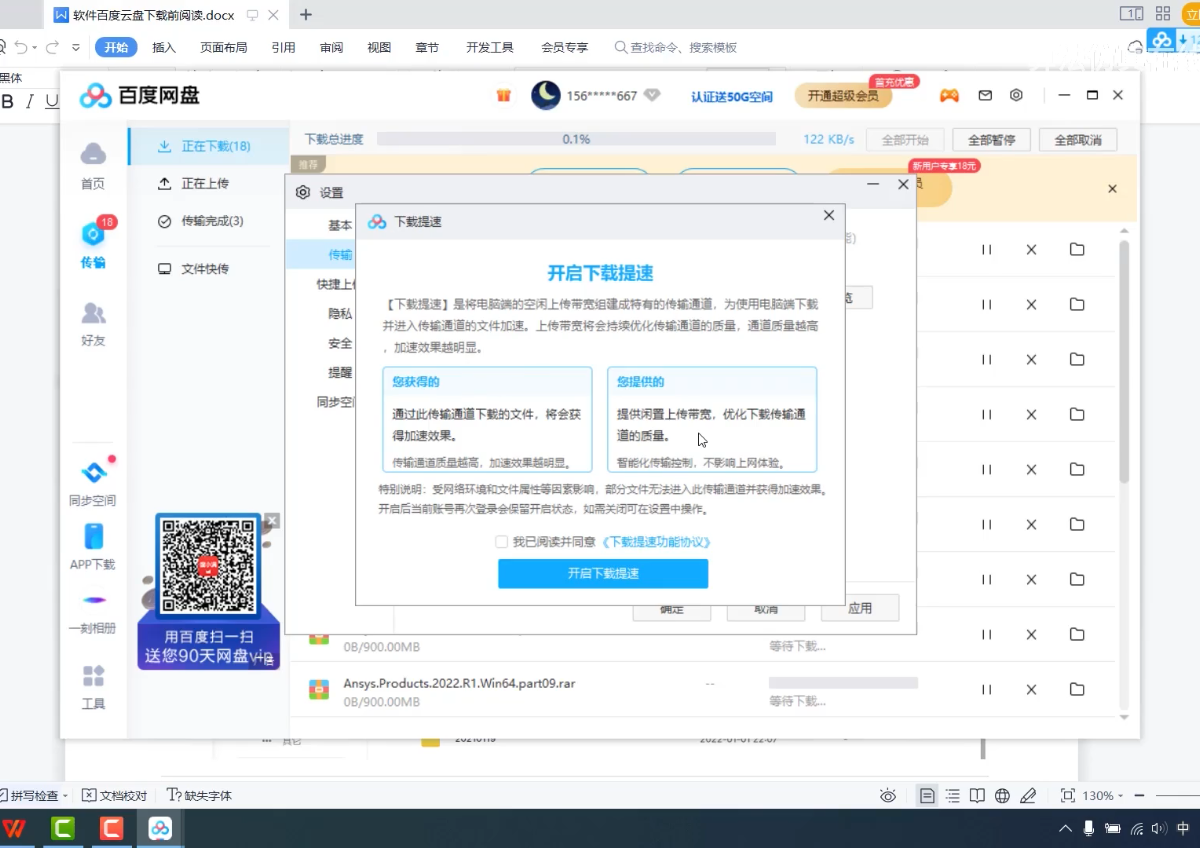 软件百度云盘下载前阅读.docx
开始
插入
页面布局
引用
审阅
视图
章节
开发工具
会员专享
查找命令、搜索模板
黑体
B I U
百度网盘
156*****667
认证送50G空间
开通超级会员
首充优惠
首页
18
传输
好友
同步空间
APP下载
一刻相册
工具
正在下载(18)
正在上传
传输完成(3)
文件快传
用百度扫一扫
送您90天网盘vip
下载总进度
0.1%
122 KB/s
全部开始
全部暂停
全部取消
推荐
新用户专享18元
设置
基本
传输
快捷上传
隐私
安全
提醒
同步空间
下载提速
开启下载提速
【下载提速】是将电脑端的空闲上传带宽组建成特有的传输通道，为使用电脑端下载
并进入传输通道的文件加速。上传带宽将会持续优化传输通道的质量，通道质量越高
，加速效果越明显。
您获得的
通过此传输通道下载的文件，将会获
得加速效果。
传输通道质量越高，加速效果越明显。
您提供的
提供闲置上传带宽，优化下载传输通
道的质量。
智能化传输控制，不影响上网体验。
特别说明：受网络环境和文件属性等因素影响，部分文件无法进入此传输通道并获得加速效果。
开启后当前账号再次登录会保留开启状态，如需关闭可在设置中操作。
我已阅读并同意《下载提速功能协议》
开启下载提速
确定
取消
应用
0B/900.00MB
等待下载...
Ansys.Products.2022.R1.Win64.part09.rar
--
0B/900.00MB
等待下载...
其它
2022-01-01 22:07
拼写检查
文档校对
缺失字体
130%
中